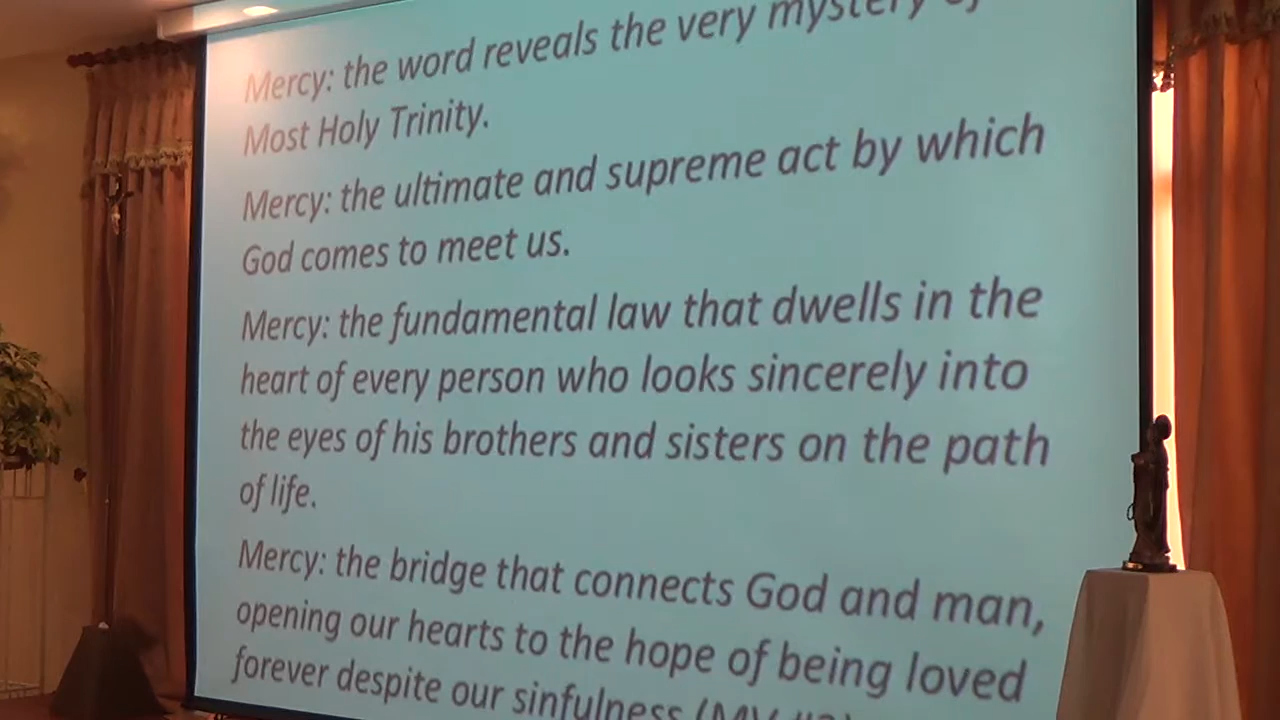 Mercy: the word reveals the very mystery of
Most Holy Trinity.
Mercy: the ultimate and supreme act by which
God comes to meet us.
Mercy: the fundamental law that dwells in the
heart of every person who looks sincerely into
the eyes of his brothers and sisters on the path
of life.
Mercy: the bridge that connects God and man,
opening our hearts to the hope of being loved
forever despite our sinfulness (MV